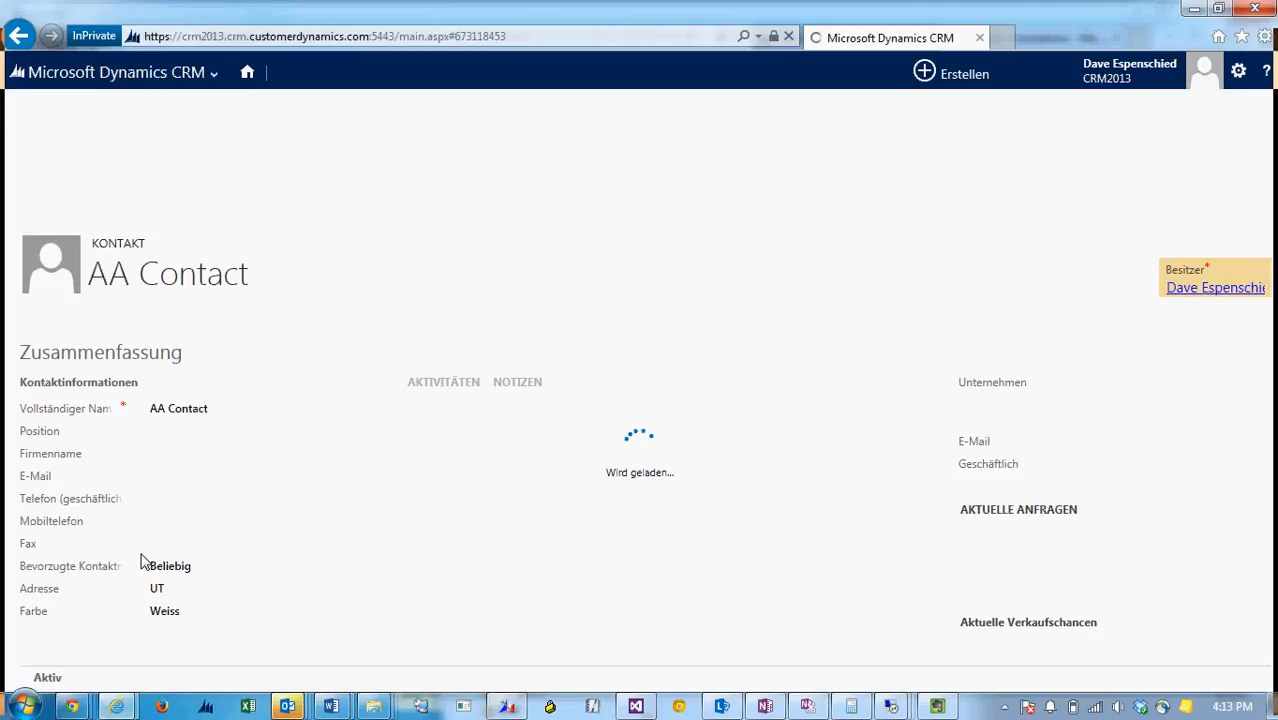 InPrivate
https://crm2013.crm.customerdynamics.com:5443/main.aspx#673118453
Microsoft Dynamics CRM
Microsoft Dynamics CRM
Erstellen
Dave Espenschied
CRM2013
?
KONTAKT
AA Contact
Besitzer*
Dave Espenschie
Zusammenfassung
Kontaktinformationen
AKTIVITÄTEN NOTIZEN
Unternehmen
Vollständiger Nam * AA Contact
Position
Firmenname
E-Mail
E-Mail
Geschäftlich
Wird geladen...
Telefon (geschäftlich
AKTUELLE ANFRAGEN
Mobiltelefon
Fax
Bevorzugte Kontaktm Beliebig
Adresse UT
Farbe Weiss
Aktuelle Verkaufschancen
Aktiv
4:13 PM